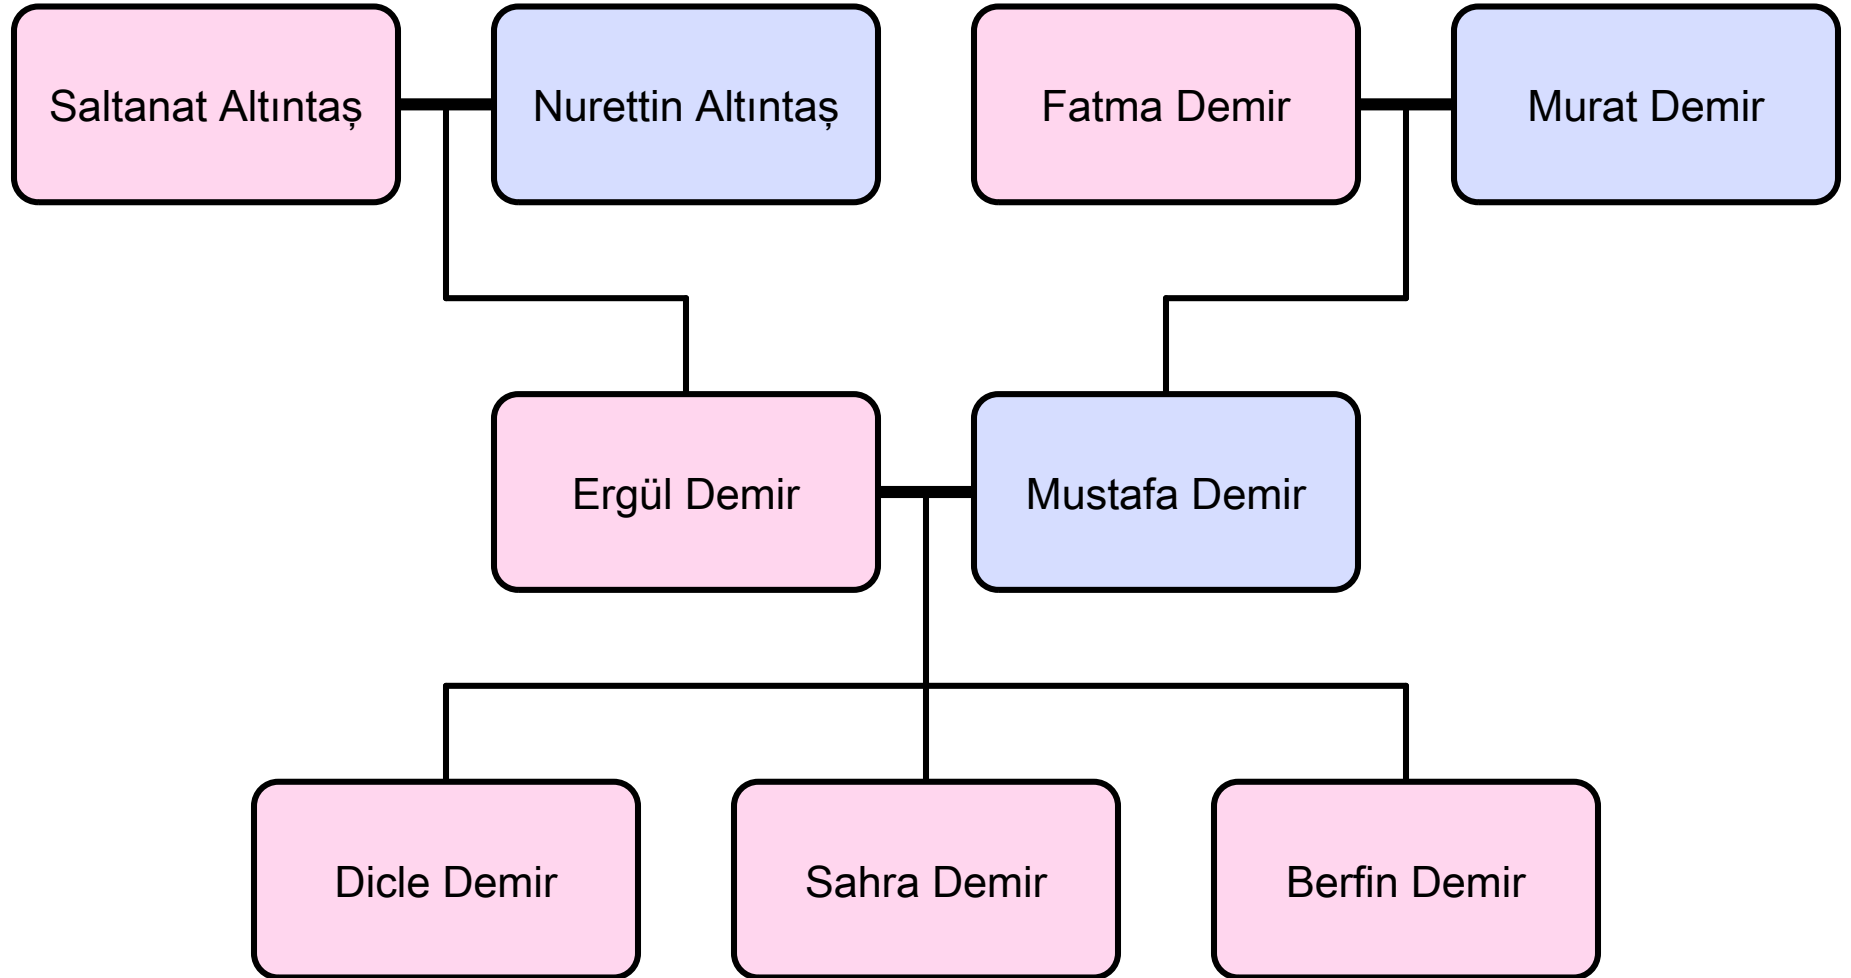 Saltanat Altıntaş
Nurettin Altıntaş
Fatma Demir
Murat Demir
Ergül Demir
Mustafa Demir
Dicle Demir
Sahra Demir
Berfin Demir